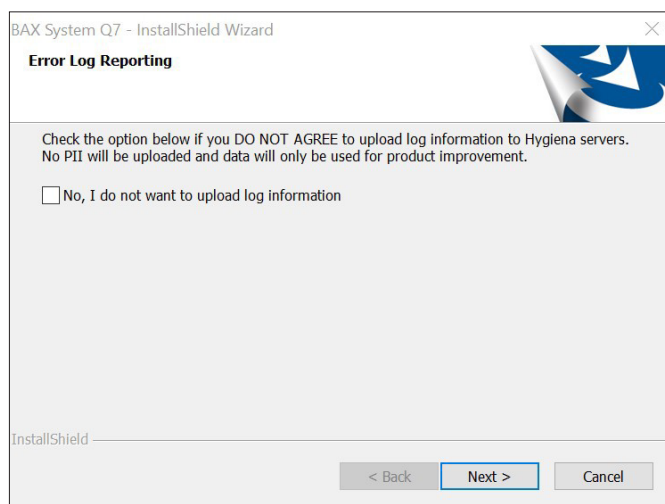 BAX System Q7 - InstallShield Wizard
Error Log Reporting
Check the option below if you DO NOT AGREE to upload log information to Hygiena servers.
No PII will be uploaded and data will only be used for product improvement.
No, I do not want to upload log information
InstallShield
< Back
Next >
Cancel